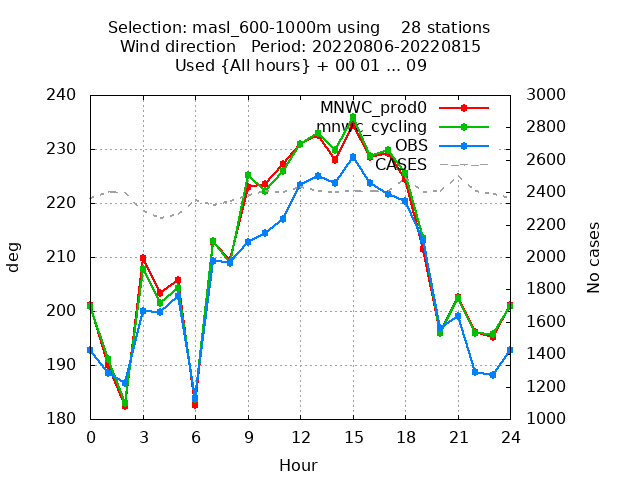 Selection: masl_600-1000m using    28 stations
Wind direction   Period: 20220806-20220815
Used {All hours} + 00 01 ... 09
240 3000
MNWC_prod0
mnwc_cycling 2800
230 OBS 2600
CASES
220 2400
2200
210 2000
1800
200 1600
190 1400
1200
180 1000
deg
No cases
0 3 6 9 12 15 18 21 24
Hour